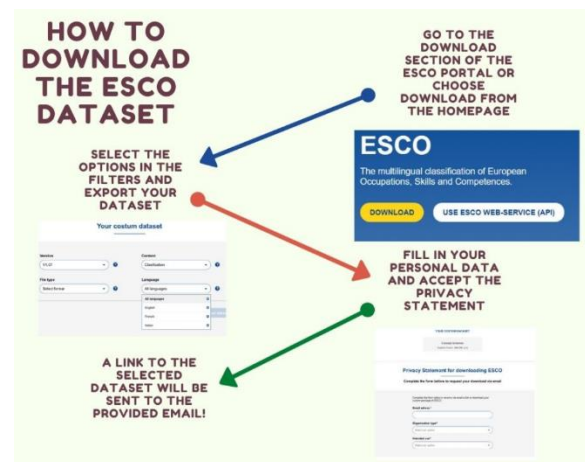 HOW TO
DOWNLOAD
THE ESCO
DATASET
GO TO THE
DOWNLOAD
SECTION OF THE
ESCO PORTAL OR
CHOOSE
DOWNLOAD FROM
THE HOMEPAGE
ESCO
The multilingual classification of European
Occupations, Skills and Competences.
DOWNLOAD
USE ESCO WEB-SERVICE (API)
SELECT THE
OPTIONS IN THE
FILTERS AND
EXPORT YOUR
DATASET
Your costum dataset
Version
Content
Classification
File type
Language
Select format
All languages
All languages
English
French
FILL IN YOUR
PERSONAL DATA
AND ACCEPT THE
PRIVACY
STATEMENT
Privacy Statement for downloading ESCO
Complete the form before to request your download via email
Email adress*
Organisation type*
A LINK TO THE
SELECTED
DATASET WILL BE
SENT TO THE
PROVIDED EMAIL!